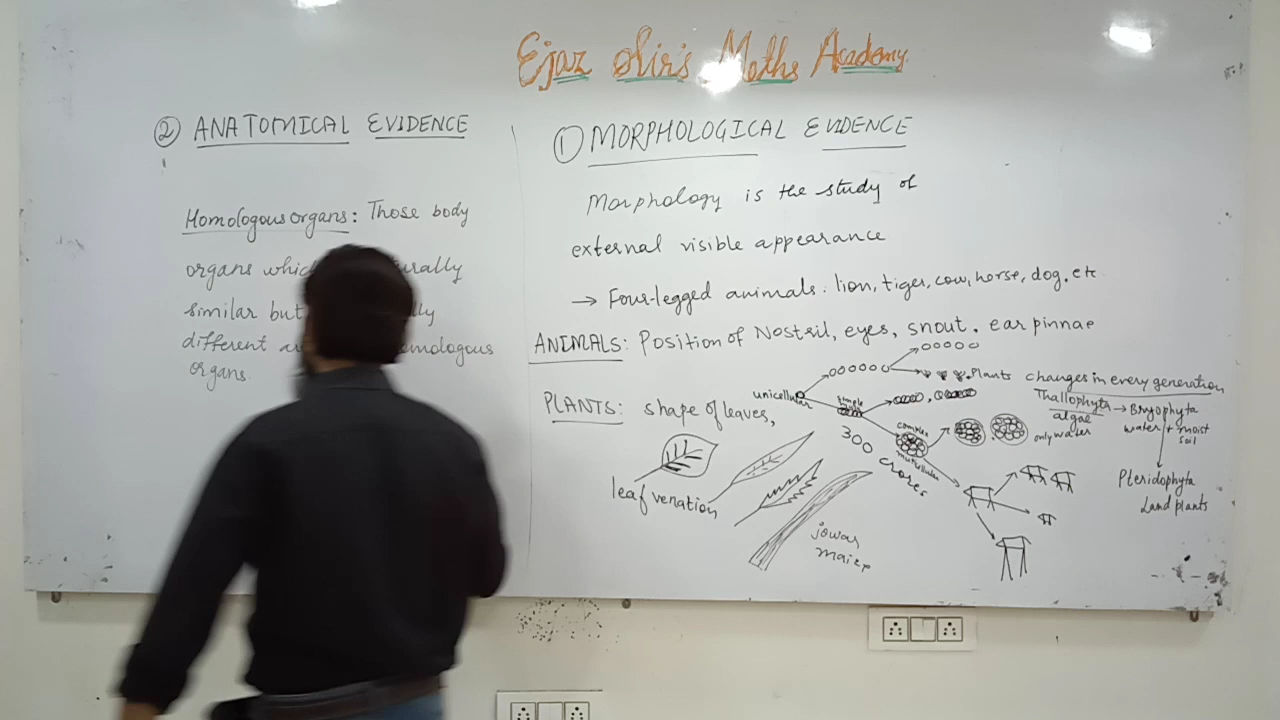 Ejaz Sir's Maths Academy
② ANATOMICAL EVIDENCE
Homologous organs: Those body
organs
similar but
different
organs.
① MORPHOLOGICAL EVIDENCE
Morphology is the study of
external visible appearance
→ Four-legged animals: lion, tiger, cow, horse, dog. etc
ANIMALS: Position of Nostril, eyes, snout, ear pinnae
PLANTS: shape of leaves,
leaf venation
jowar
maize
unicellular
simple
complex
multicellular
300 crores
Plants changes in every generation
Thallophyta → Bryophyta
algae
only water
water + moist
soil
Pteridophyta
Land plants